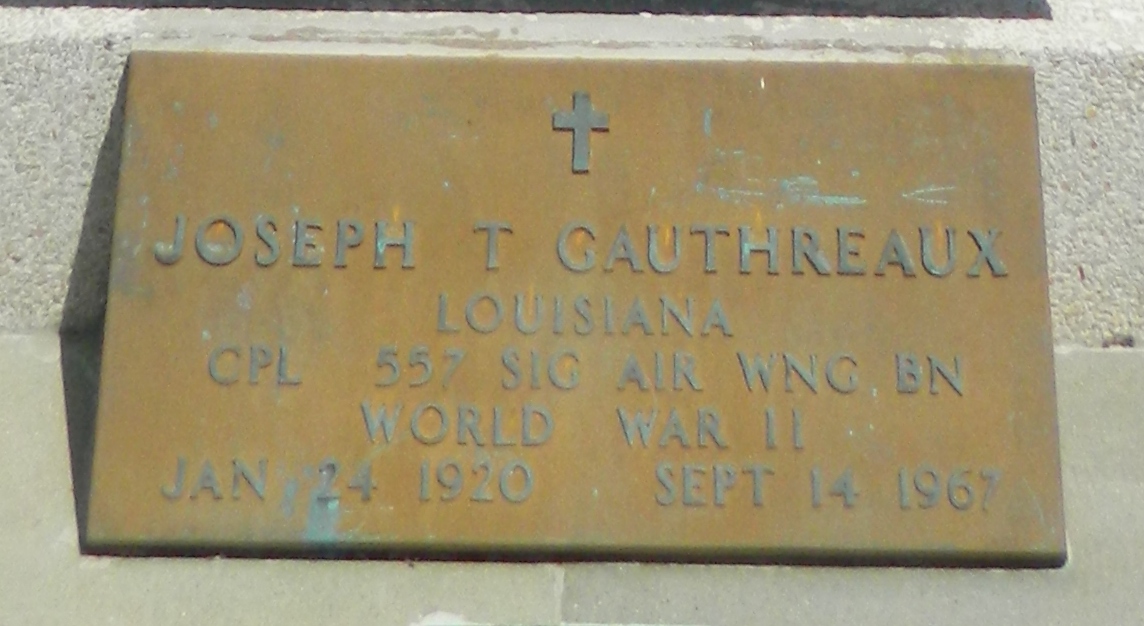 JOSEPH T GAUTHREAUX
LOUISIANA
CPL 557 SIG AIR WNG BN
WORLD WAR II
JAN 24 1920 SEPT 14 1967